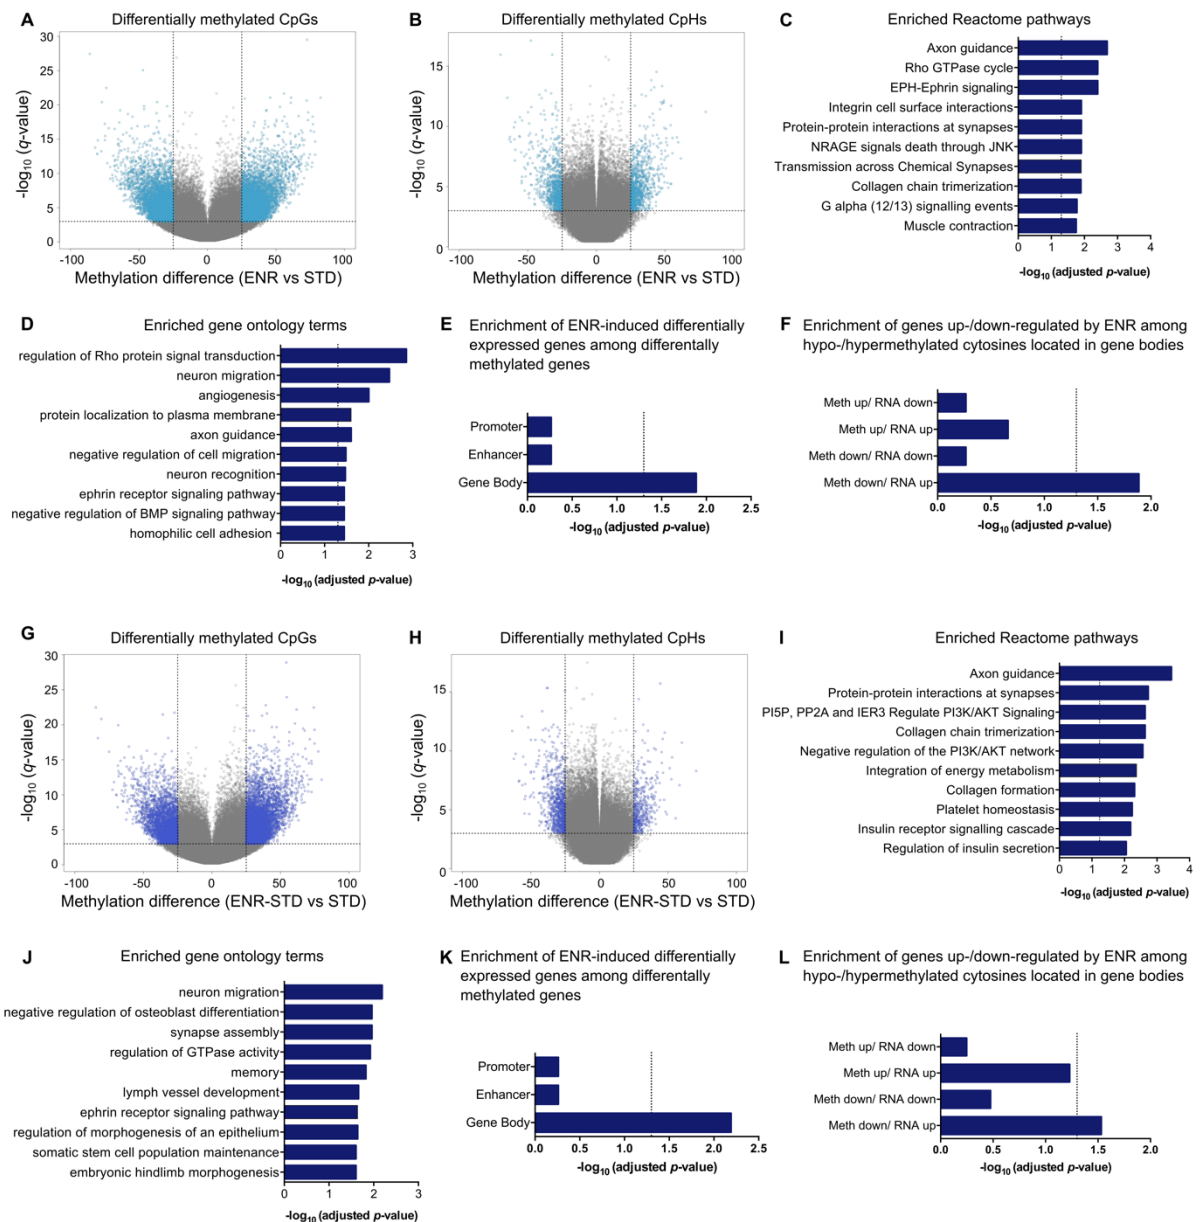 A
Differentially methylated CpGs
30
25
20
15
10
5
0
-log10 (q-value)
-100
-50
0
50
100
Methylation difference (ENR vs STD)
B
Differentially methylated CpHs
15
10
5
0
-log10 (q-value)
-100
-50
0
50
100
Methylation difference (ENR vs STD)
C
Enriched Reactome pathways
Axon guidance
Rho GTPase cycle
EPH-Ephrin signaling
Integrin cell surface interactions
Protein-protein interactions at synapses
NRAGE signals death through JNK
Transmission across Chemical Synapses
Collagen chain trimerization
G alpha (12/13) signalling events
Muscle contraction
0 1 2 3 4
-log10 (adjusted p-value)
D
Enriched gene ontology terms
regulation of Rho protein signal transduction
neuron migration
angiogenesis
protein localization to plasma membrane
axon guidance
negative regulation of cell migration
neuron recognition
ephrin receptor signaling pathway
negative regulation of BMP signaling pathway
homophilic cell adhesion
0 1 2 3
-log10 (adjusted p-value)
E
Enrichment of ENR-induced differentially
expressed genes among differentally
methylated genes
Promoter
Enhancer
Gene Body
0.0 0.5 1.0 1.5 2.0 2.5
-log10 (adjusted p-value)
F
Enrichment of genes up-/down-regulated by ENR among
hypo-/hypermethylated cytosines located in gene bodies
Meth up/ RNA down
Meth up/ RNA up
Meth down/ RNA down
Meth down/ RNA up
0.0 0.5 1.0 1.5 2.0
-log10 (adjusted p-value)
G
Differentially methylated CpGs
30
25
20
15
10
5
0
-log10 (q-value)
-100
-50
0
50
100
Methylation difference (ENR-STD vs STD)
H
Differentially methylated CpHs
15
10
5
0
-log10 (q-value)
-100
-50
0
50
100
Methylation difference (ENR-STD vs STD)
I
Enriched Reactome pathways
Axon guidance
Protein-protein interactions at synapses
PI5P, PP2A and IER3 Regulate PI3K/AKT Signaling
Collagen chain trimerization
Negative regulation of the PI3K/AKT network
Integration of energy metabolism
Collagen formation
Platelet homeostasis
Insulin receptor signalling cascade
Regulation of insulin secretion
0 1 2 3 4
-log10 (adjusted p-value)
J
Enriched gene ontology terms
neuron migration
negative regulation of osteoblast differentiation
synapse assembly
regulation of GTPase activity
memory
lymph vessel development
ephrin receptor signaling pathway
regulation of morphogenesis of an epithelium
somatic stem cell population maintenance
embryonic hindlimb morphogenesis
0 1 2 3
-log10 (adjusted p-value)
K
Enrichment of ENR-induced differentially
expressed genes among differentally
methylated genes
Promoter
Enhancer
Gene Body
0.0 0.5 1.0 1.5 2.0 2.5
-log10 (adjusted p-value)
L
Enrichment of genes up-/down-regulated by ENR among
hypo-/hypermethylated cytosines located in gene bodies
Meth up/ RNA down
Meth up/ RNA up
Meth down/ RNA down
Meth down/ RNA up
0.0 0.5 1.0 1.5 2.0
-log10 (adjusted p-value)